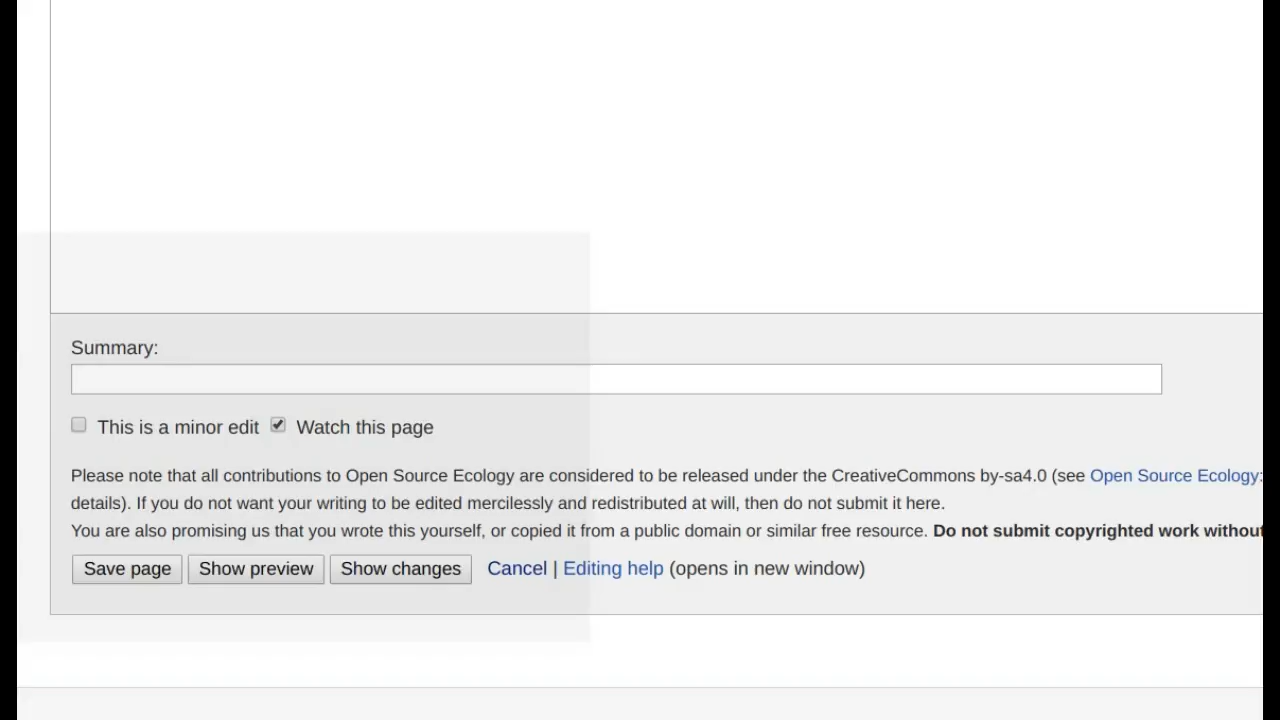 Summary:
This is a minor edit Watch this page
Please note that all contributions to Open Source Ecology are considered to be released under the CreativeCommons by-sa4.0 (see Open Source Ecology:
details). If you do not want your writing to be edited mercilessly and redistributed at will, then do not submit it here.
You are also promising us that you wrote this yourself, or copied it from a public domain or similar free resource. Do not submit copyrighted work without
Save page Show preview Show changes Cancel | Editing help (opens in new window)